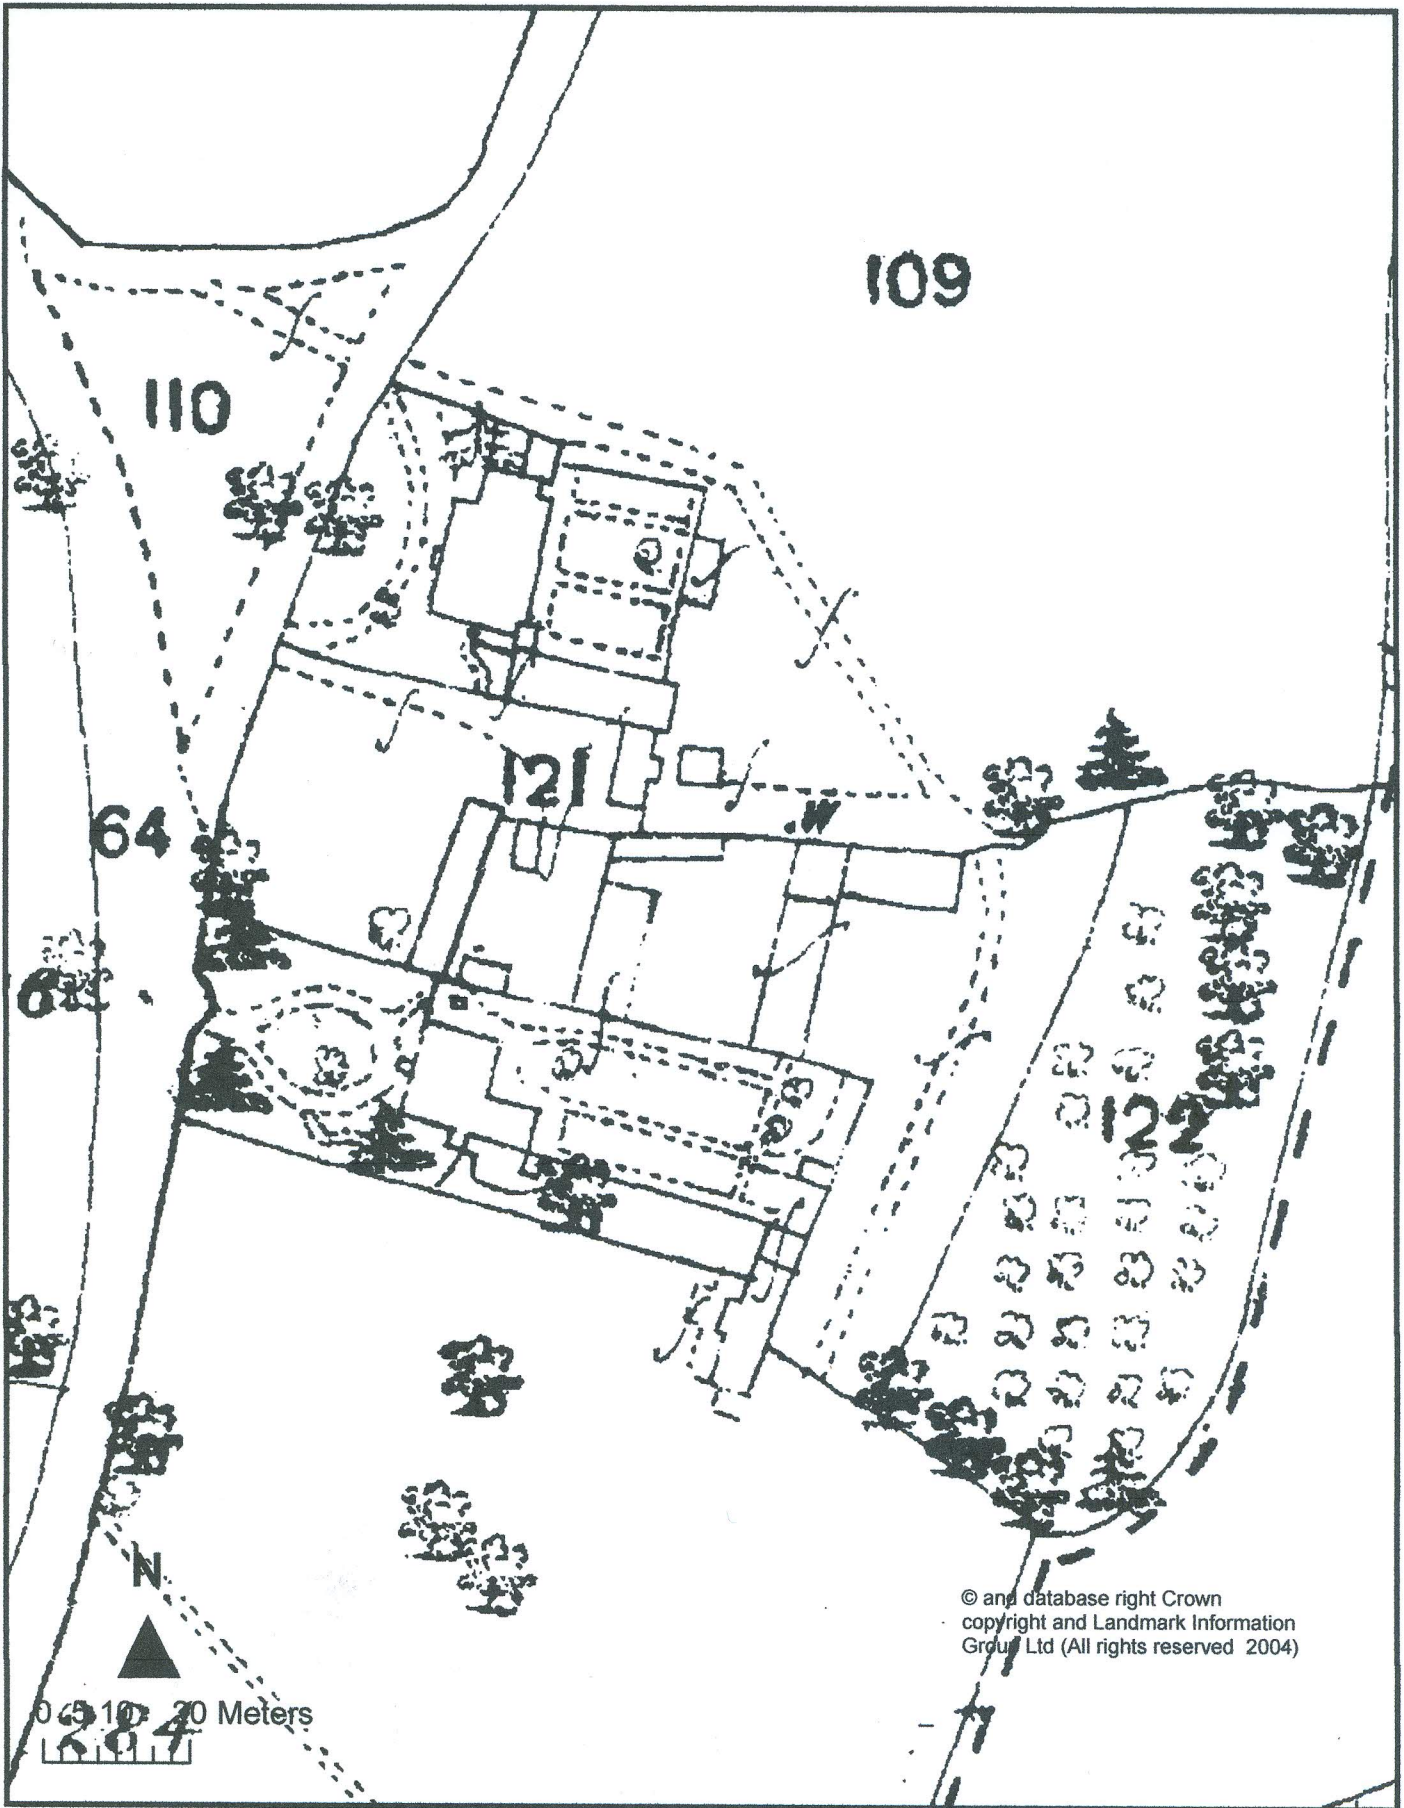 109
110
121
W
64
6
122
N
© and database right Crown
copyright and Landmark Information
Group Ltd (All rights reserved 2004)
0 5 10 20 Meters
284